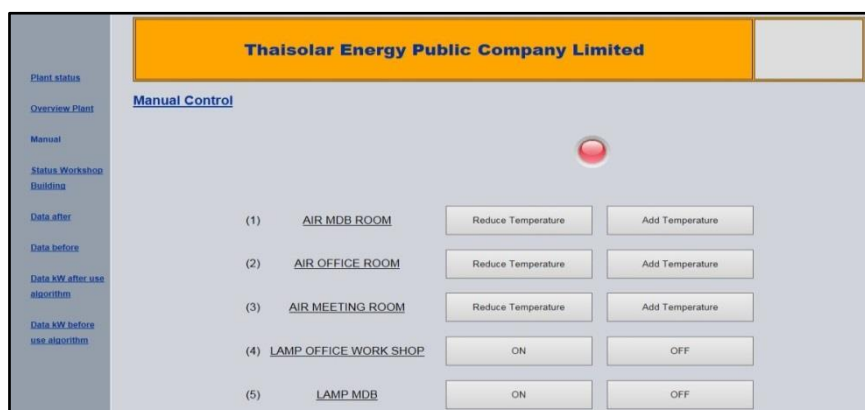 Thaisolar Energy Public Company Limited
Plant status
Overview Plant
Manual
Status Workshop
Building
Data after
Data before
Data kW after use
algorithm
Data kW before
use algorithm
Manual Control
(1) AIR MDB ROOM Reduce Temperature Add Temperature
(2) AIR OFFICE ROOM Reduce Temperature Add Temperature
(3) AIR MEETING ROOM Reduce Temperature Add Temperature
(4) LAMP OFFICE WORK SHOP ON OFF
(5) LAMP MDB ON OFF